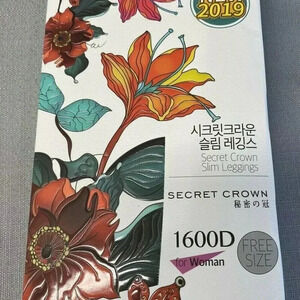 2019
시크릿크라운
슬림 레깅스
Secret Crown
Slim Leggings
SECRET CROWN
秘密の冠
1600D
for Woman
FREE
SIZE